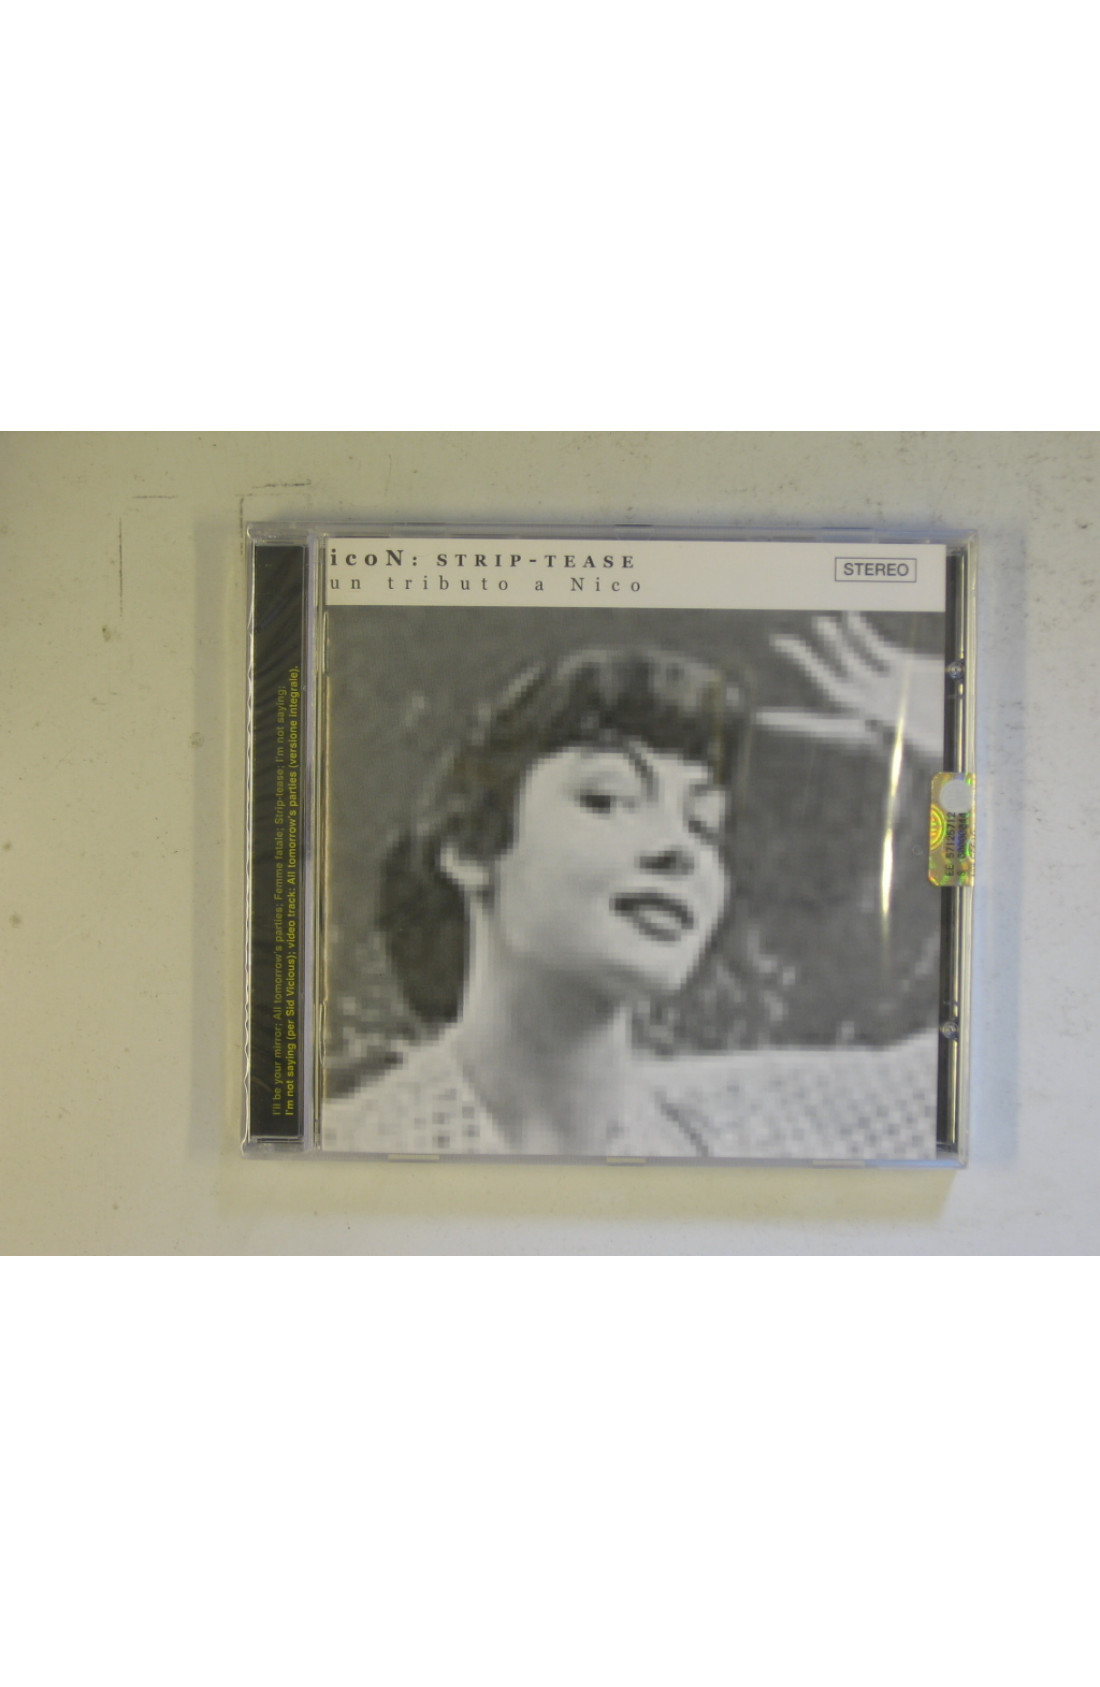 icoN: STRIP-TEASE
un tributo a Nico
STEREO
I'll be your mirror; All tomorrow's parties; Femme fatale; Strip-tease; I'm not saying;
I'm not saying (per Sid Vicious); video track: All tomorrow's parties (versione integrale).